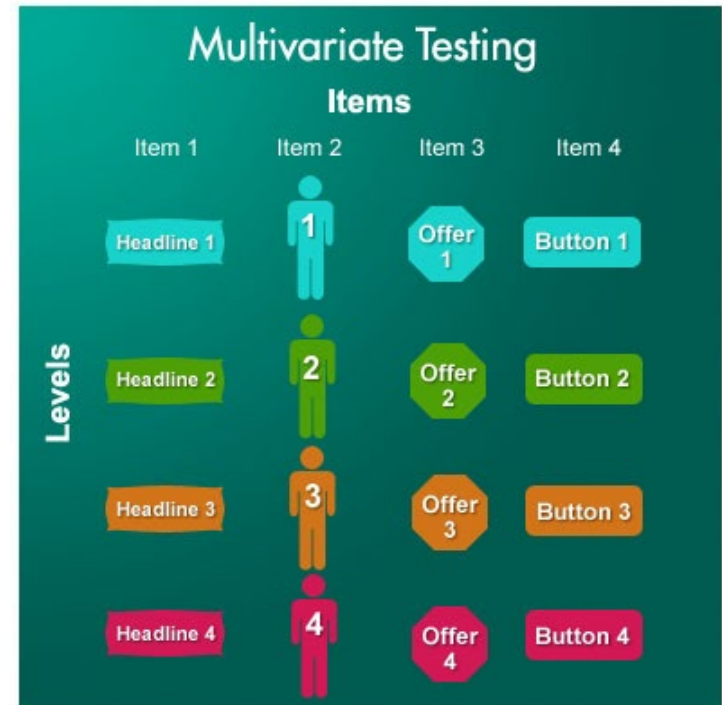 Multivariate Testing
Items
Item 1 Item 2 Item 3 Item 4
Headline 1 1 Offer 1 Button 1
Levels
Headline 2 2 Offer 2 Button 2
Headline 3 3 Offer 3 Button 3
Headline 4 4 Offer 4 Button 4